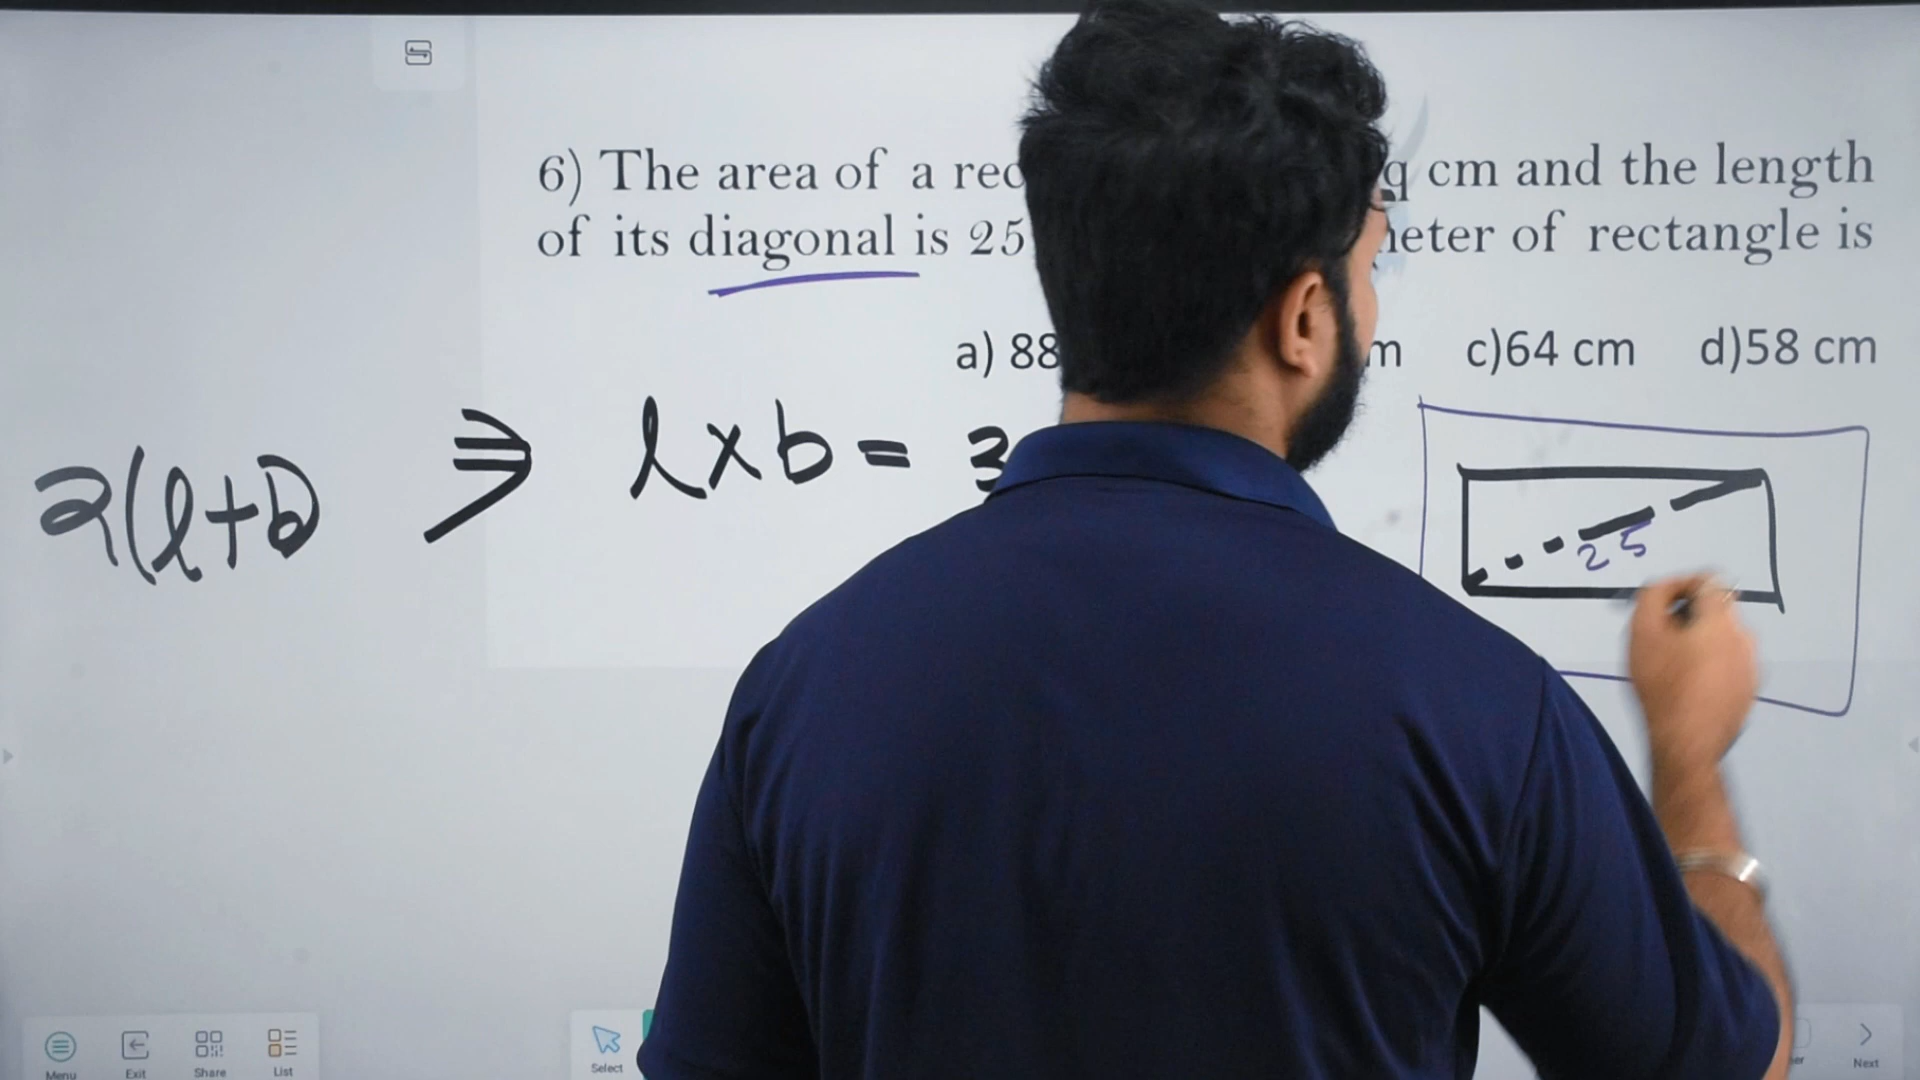 6) The area of a rec q cm and the length
of its diagonal is 25 eter of rectangle is
a) 88 m c)64 cm d)58 cm
2(l+b) ⇒ l×b = 3
25
Menu Exit Share List Select Next